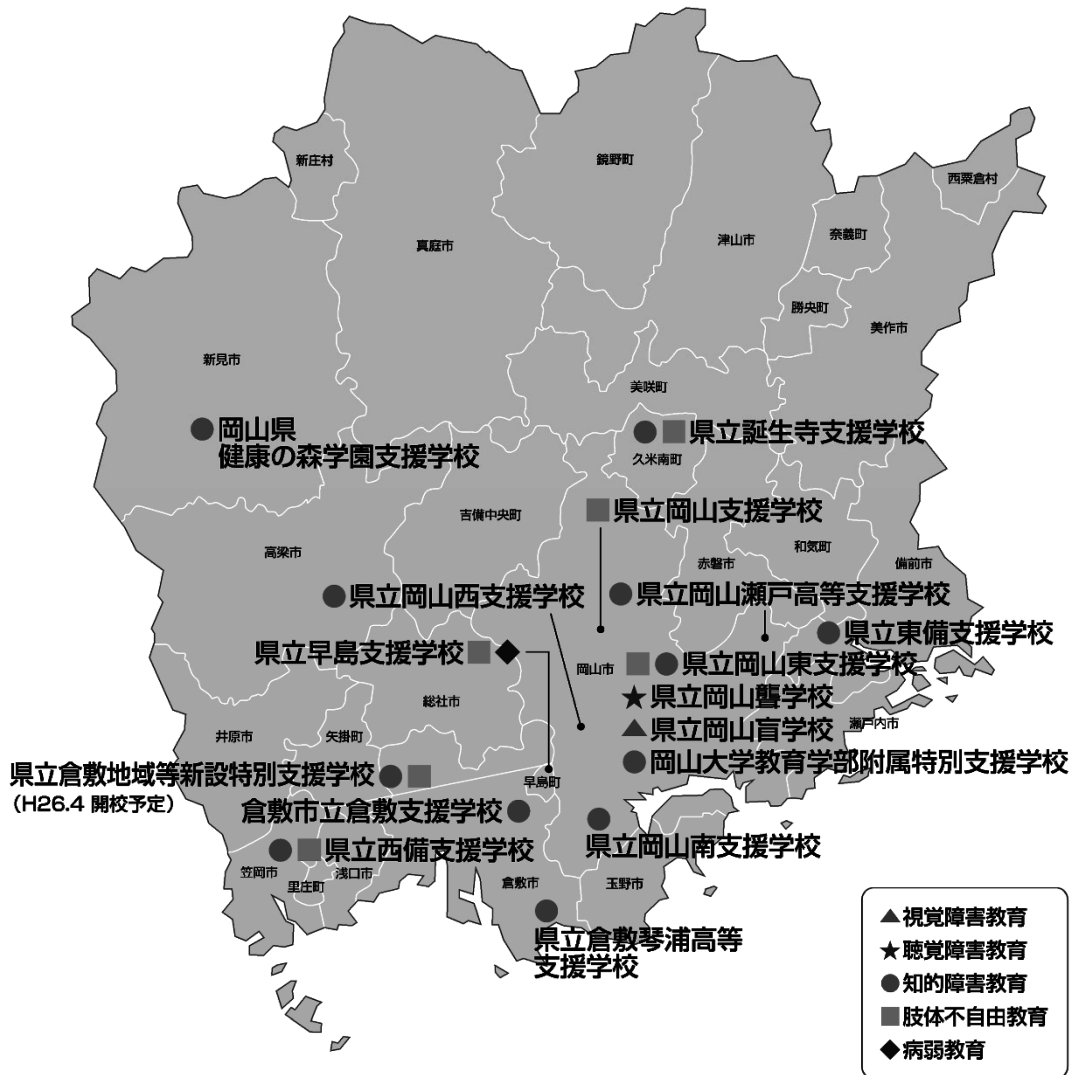 新庄村
鏡野町
西粟倉村
真庭市
津山市
奈義町
勝央町
美作市
新見市
美咲町
●岡山県
健康の森学園支援学校
●■県立誕生寺支援学校
久米南町
■県立岡山支援学校
吉備中央町
高梁市
和気町
赤磐市
備前市
●県立岡山西支援学校
●県立岡山瀬戸高等支援学校
●県立東備支援学校
県立早島支援学校■◆
岡山市
■●県立岡山東支援学校
総社市
★県立岡山聾学校
▲県立岡山盲学校
瀬戸内市
井原市
矢掛町
●岡山大学教育学部附属特別支援学校
県立倉敷地域等新設特別支援学校●■
（H26.4 開校予定）
早島町
倉敷市立倉敷支援学校●
●県立岡山南支援学校
●■県立西備支援学校
笠岡市
里庄町
浅口市
倉敷市
玉野市
●県立倉敷琴浦高等
支援学校
▲視覚障害教育
★聴覚障害教育
●知的障害教育
■肢体不自由教育
◆病弱教育